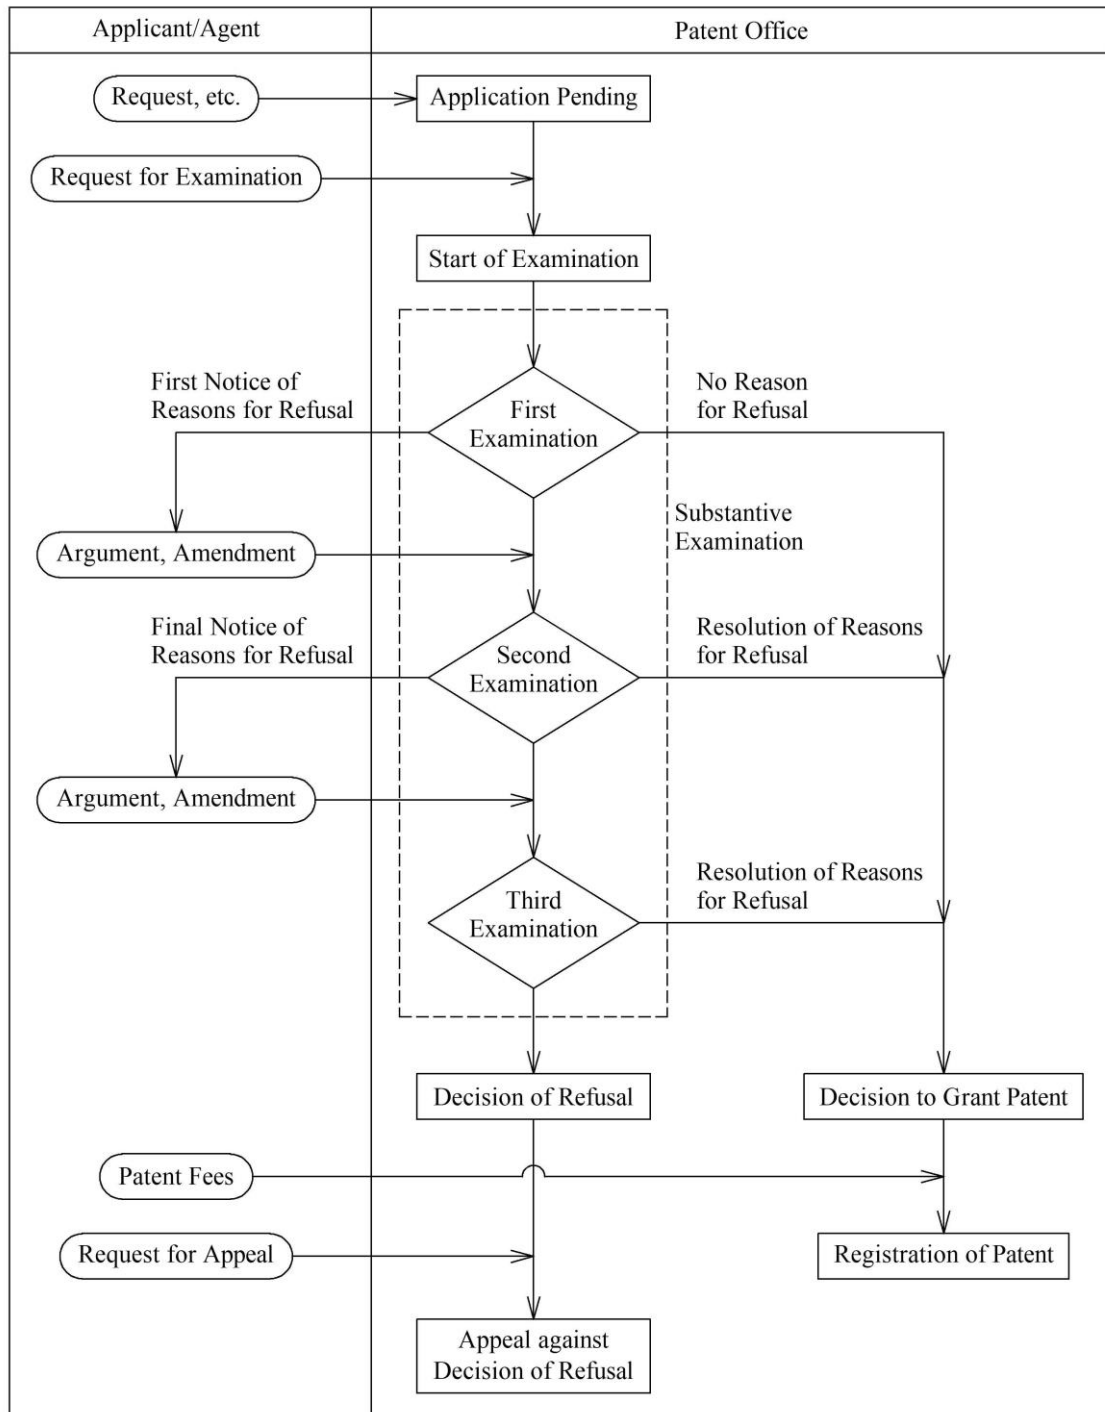 Applicant/Agent
Patent Office
Request, etc.
Application Pending
Request for Examination
Start of Examination
First Notice of
Reasons for Refusal
First
Examination
No Reason
for Refusal
Substantive
Examination
Argument, Amendment
Final Notice of
Reasons for Refusal
Second
Examination
Resolution of Reasons
for Refusal
Argument, Amendment
Third
Examination
Resolution of Reasons
for Refusal
Decision of Refusal
Decision to Grant Patent
Patent Fees
Request for Appeal
Registration of Patent
Appeal against
Decision of Refusal